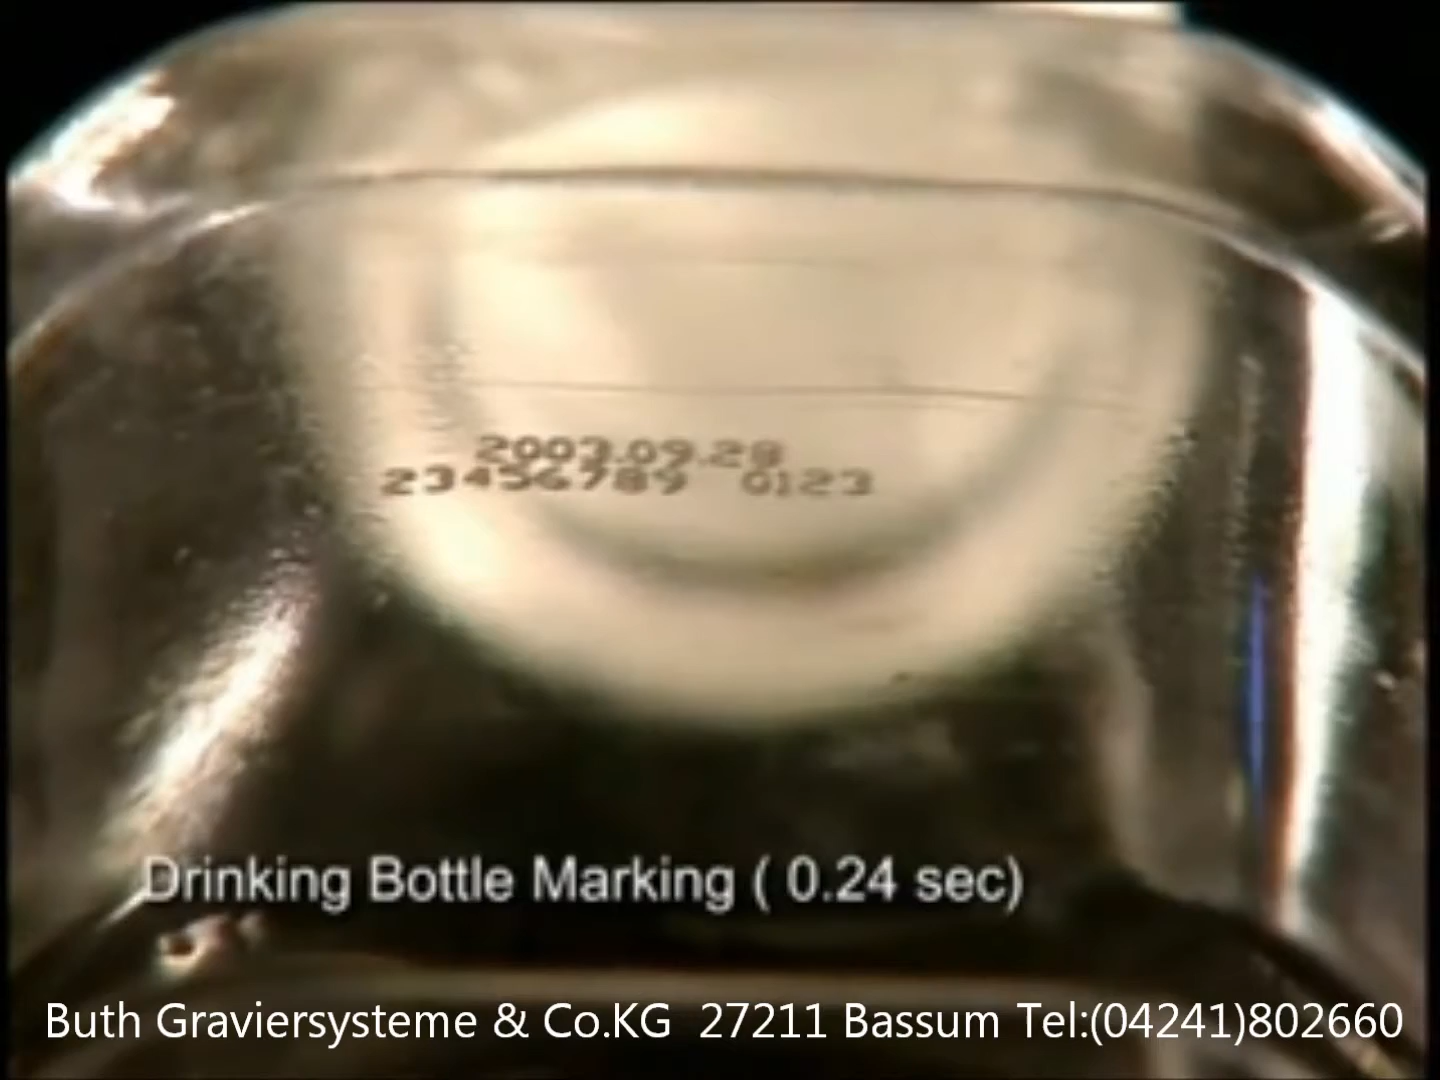 2003.09.28
23456789 0123
Drinking Bottle Marking ( 0.24 sec)
Buth Graviersysteme & Co.KG 27211 Bassum Tel:(04241)802660